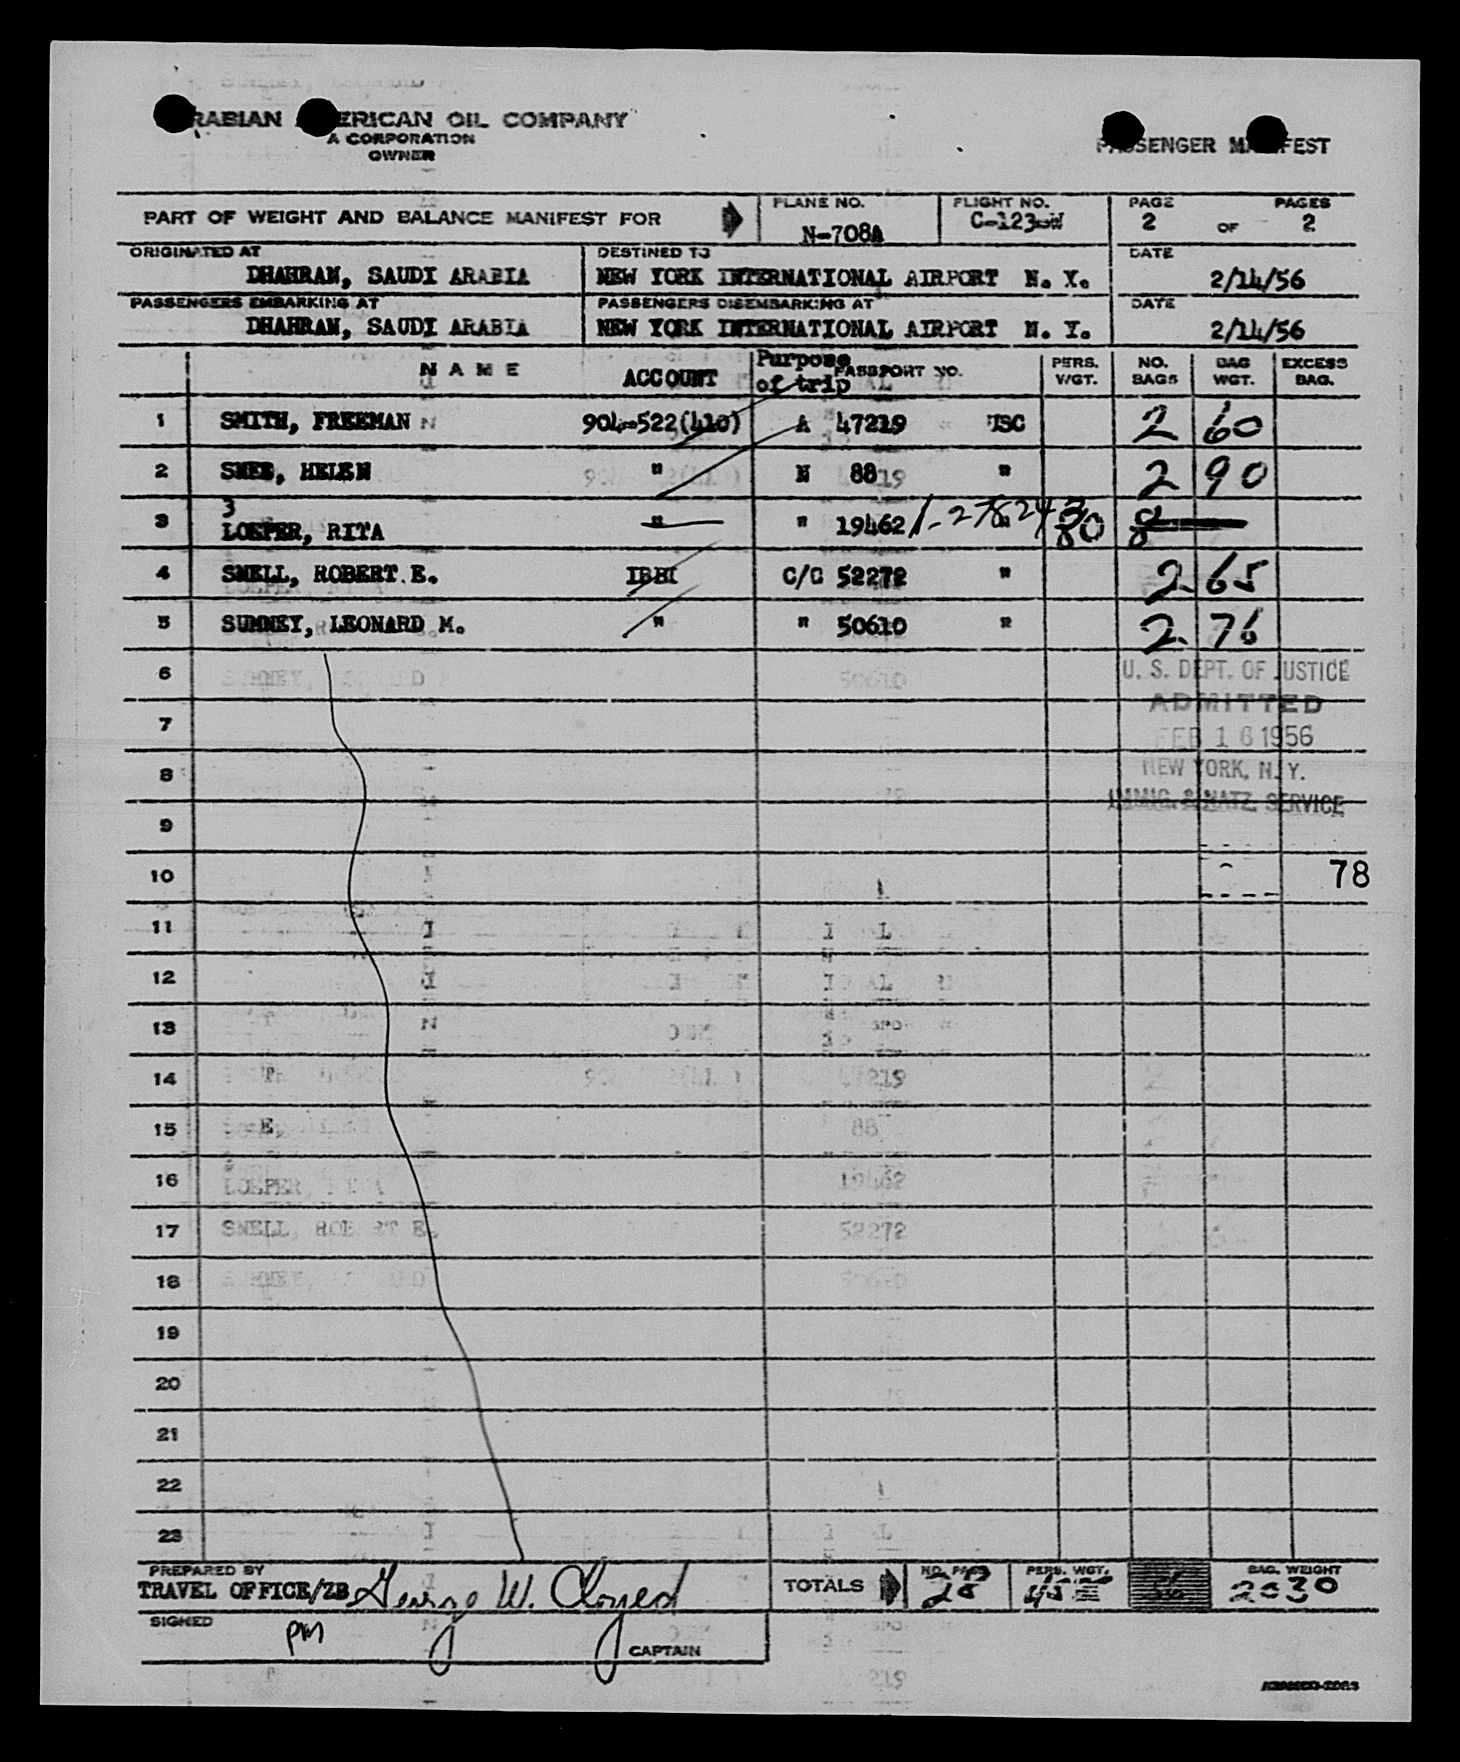 ARABIAN AMERICAN OIL COMPANY
A CORPORATION
OWNER
PASSENGER MANIFEST
PART OF WEIGHT AND BALANCE MANIFEST FOR
PLANE NO. N-708A
FLIGHT NO.
PAGE 2 OF PAGES 2
ORIGINATED AT DHAHRAN, SAUDI ARABIA
DESTINED TO NEW YORK INTERNATIONAL AIRPORT N. Y.
DATE 2/14/56
PASSENGERS EMBARKING AT DHAHRAN, SAUDI ARABIA
PASSENGERS DISEMBARKING AT NEW YORK INTERNATIONAL AIRPORT N. Y.
DATE 2/14/56
NAME ACCOUNT Purpose of trip PASSPORT NO. PERS. WGT. NO. BAGS BAG WGT. EXCESS BAG.
1 SMITH, FREEMAN 904-522(410) A 47219 USC 2 60
2 SMEE, HELEN " N 88 " 2 90
3 3 LOEPER, RITA " " 19462
4 SNELL, ROBERT E. IBBI C/C 52272 " 2 65
5 SUMNEY, LEONARD M. " " 50610 " 2 76
6
U. S. DEPT. OF JUSTICE
ADMITTED
7
FEB 16 1956
8
NEW YORK, N. Y.
IMMIG. & NATZ. SERVICE
9
10
78
11
12
13
14
15
16
17
18
19
20
21
22
23
PREPARED BY
TRAVEL OFFICE/ZB
TOTALS NO. PASS 28 PERS. WGT. BAG. WEIGHT 2030
SIGNED
PM
CAPTAIN